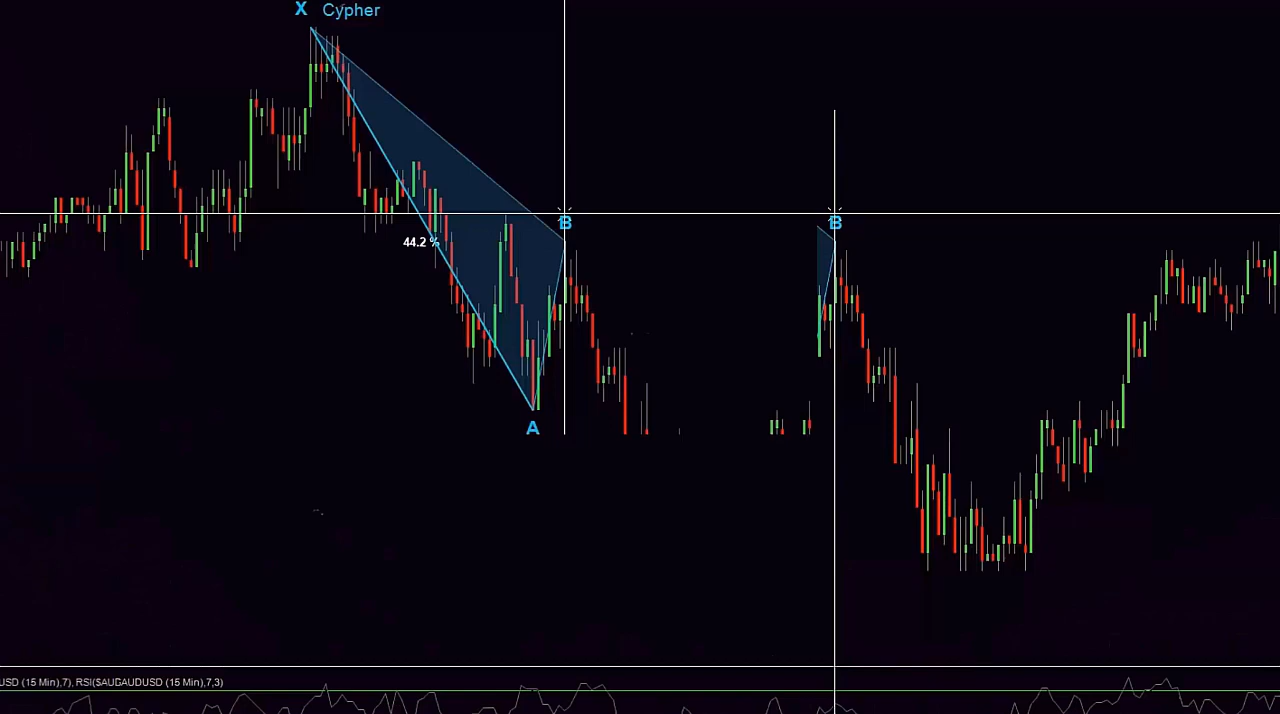 X Cypher
B
B
44.2 %
A
USD (15 Min),7), RSI($AUDAUDUSD (15 Min),7,3)